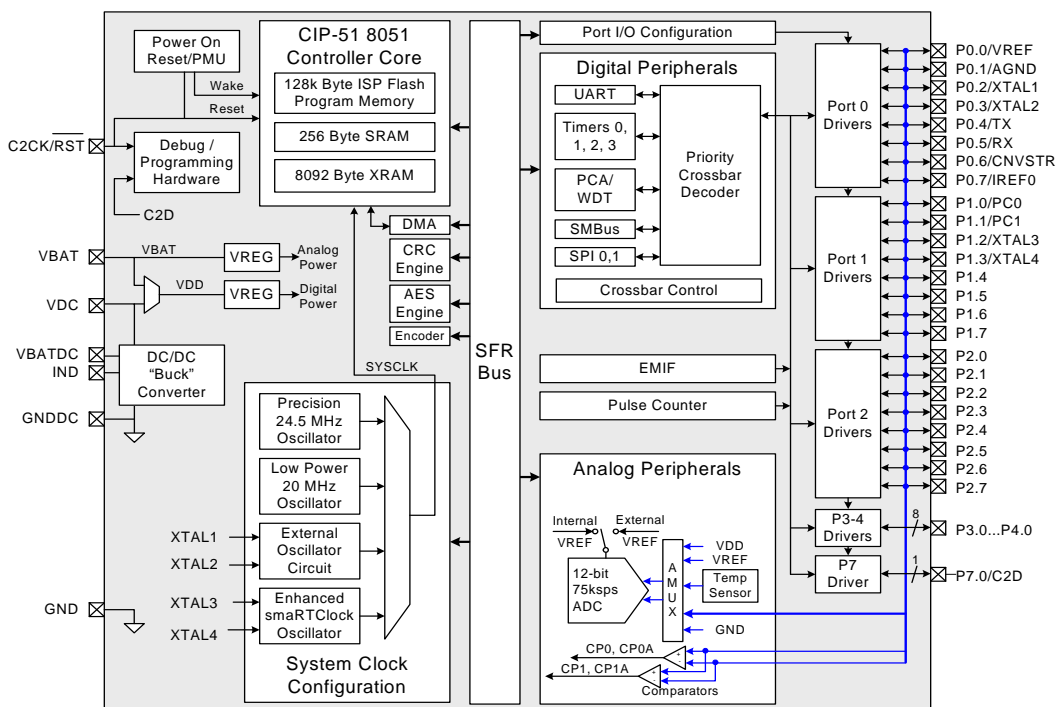 Power On
Reset/PMU
Wake
Reset
C2CK/RST
Debug /
Programming
Hardware
C2D
VBAT
VBAT
VREG
Analog
Power
VDC
VDD
VREG
Digital
Power
VBATDC
IND
DC/DC
“Buck”
Converter
GNDDC
XTAL1
XTAL2
XTAL3
XTAL4
GND
CIP-51 8051
Controller Core
128k Byte ISP Flash
Program Memory
256 Byte SRAM
8092 Byte XRAM
DMA
CRC
Engine
AES
Engine
Encoder
SYSCLK
Precision
24.5 MHz
Oscillator
Low Power
20 MHz
Oscillator
External
Oscillator
Circuit
Enhanced
smaRTClock
Oscillator
System Clock
Configuration
SFR
Bus
Port I/O Configuration
Digital Peripherals
UART
Timers 0,
1, 2, 3
PCA/
WDT
SMBus
SPI 0,1
Priority
Crossbar
Decoder
Crossbar Control
EMIF
Pulse Counter
Analog Peripherals
Internal
VREF
External
VREF
12-bit
75ksps
ADC
A
M
U
X
VDD
VREF
Temp
Sensor
GND
CP0, CP0A
+
-
CP1, CP1A
+
-
Comparators
Port 0
Drivers
Port 1
Drivers
Port 2
Drivers
P3-4
Drivers
P7
Driver
P0.0/VREF
P0.1/AGND
P0.2/XTAL1
P0.3/XTAL2
P0.4/TX
P0.5/RX
P0.6/CNVSTR
P0.7/IREF0
P1.0/PC0
P1.1/PC1
P1.2/XTAL3
P1.3/XTAL4
P1.4
P1.5
P1.6
P1.7
P2.0
P2.1
P2.2
P2.3
P2.4
P2.5
P2.6
P2.7
8
P3.0...P4.0
1
P7.0/C2D